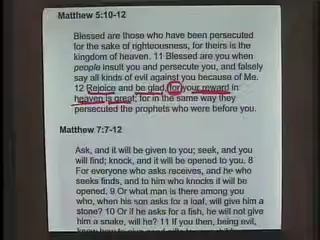 Matthew 5:10-12
Blessed are those who have been persecuted
for the sake of righteousness, for theirs is the
kingdom of heaven. 11 Blessed are you when
people insult you and persecute you, and falsely
say all kinds of evil against you because of Me.
12 Rejoice and be glad, for your reward in
heaven is great; for in the same way they
persecuted the prophets who were before you.
Matthew 7:7-12
Ask, and it will be given to you; seek, and you
will find; knock, and it will be opened to you. 8
For everyone who asks receives, and he who
seeks finds, and to him who knocks it will be
opened. 9 Or what man is there among you
who, when his son asks for a loaf, will give him a
stone? 10 Or if he asks for a fish, he will not give
him a snake, will he? 11 If you then, being evil,